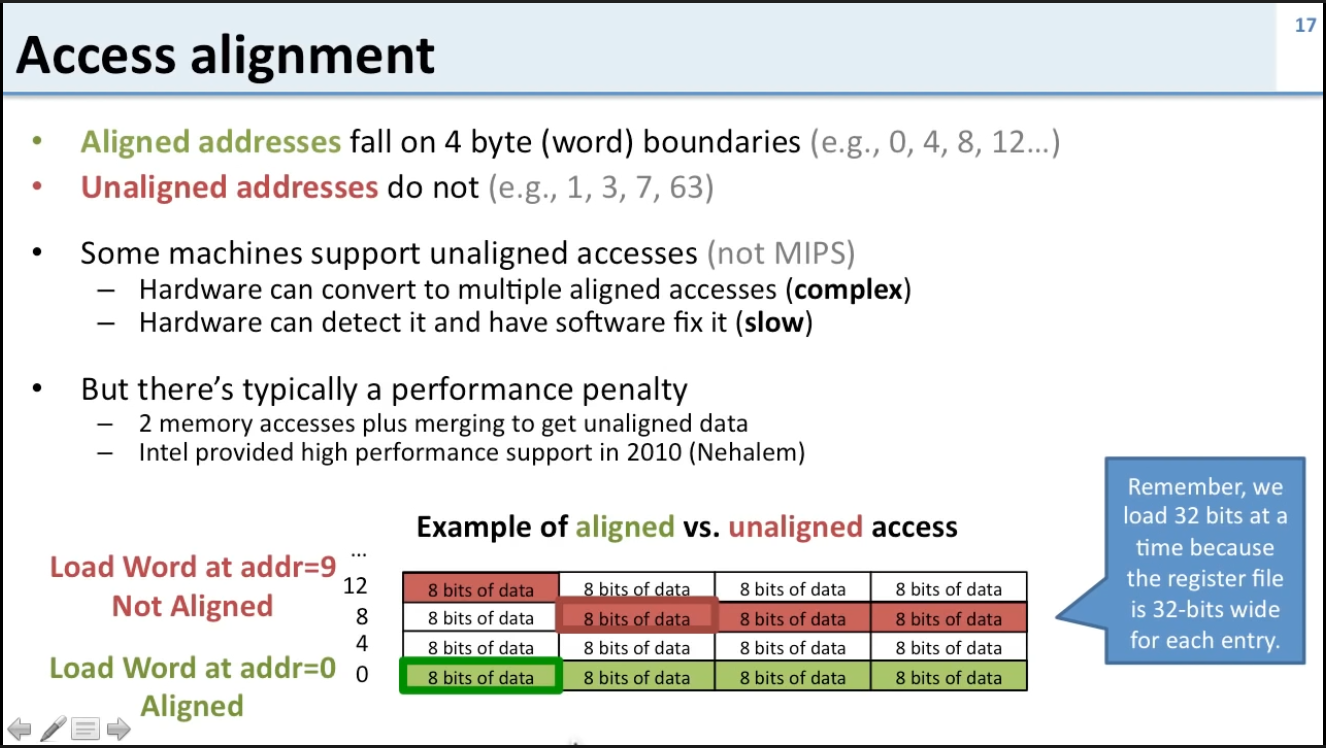 17
Access alignment
• Aligned addresses fall on 4 byte (word) boundaries (e.g., 0, 4, 8, 12…)
• Unaligned addresses do not (e.g., 1, 3, 7, 63)
• Some machines support unaligned accesses (not MIPS)
– Hardware can convert to multiple aligned accesses (complex)
– Hardware can detect it and have software fix it (slow)
• But there's typically a performance penalty
– 2 memory accesses plus merging to get unaligned data
– Intel provided high performance support in 2010 (Nehalem)
Example of aligned vs. unaligned access
Load Word at addr=9
Not Aligned
Load Word at addr=0
Aligned
...
12 8 bits of data 8 bits of data 8 bits of data 8 bits of data
8 8 bits of data 8 bits of data 8 bits of data 8 bits of data
4 8 bits of data 8 bits of data 8 bits of data 8 bits of data
0 8 bits of data 8 bits of data 8 bits of data 8 bits of data
Remember, we
load 32 bits at a
time because
the register file
is 32-bits wide
for each entry.